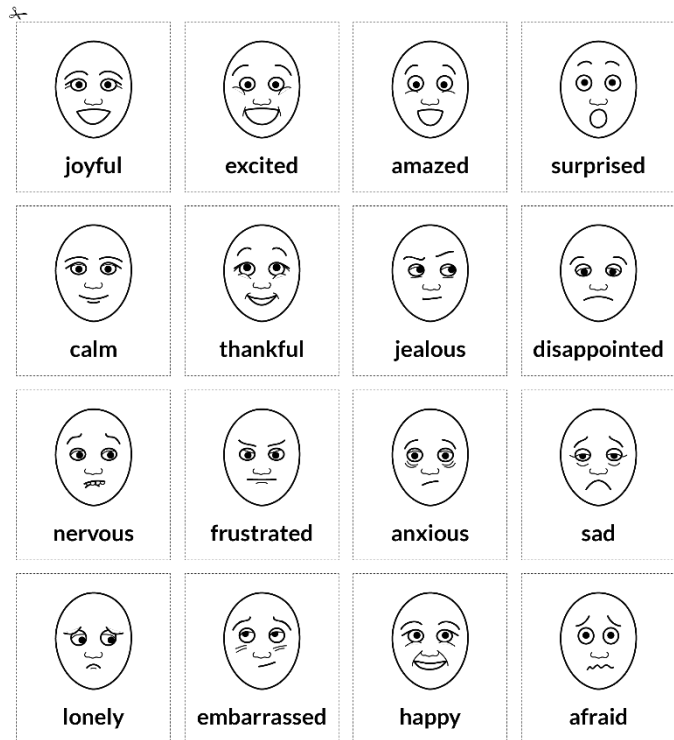 joyful
excited
amazed
surprised
calm
thankful
jealous
disappointed
nervous
frustrated
anxious
sad
lonely
embarrassed
happy
afraid